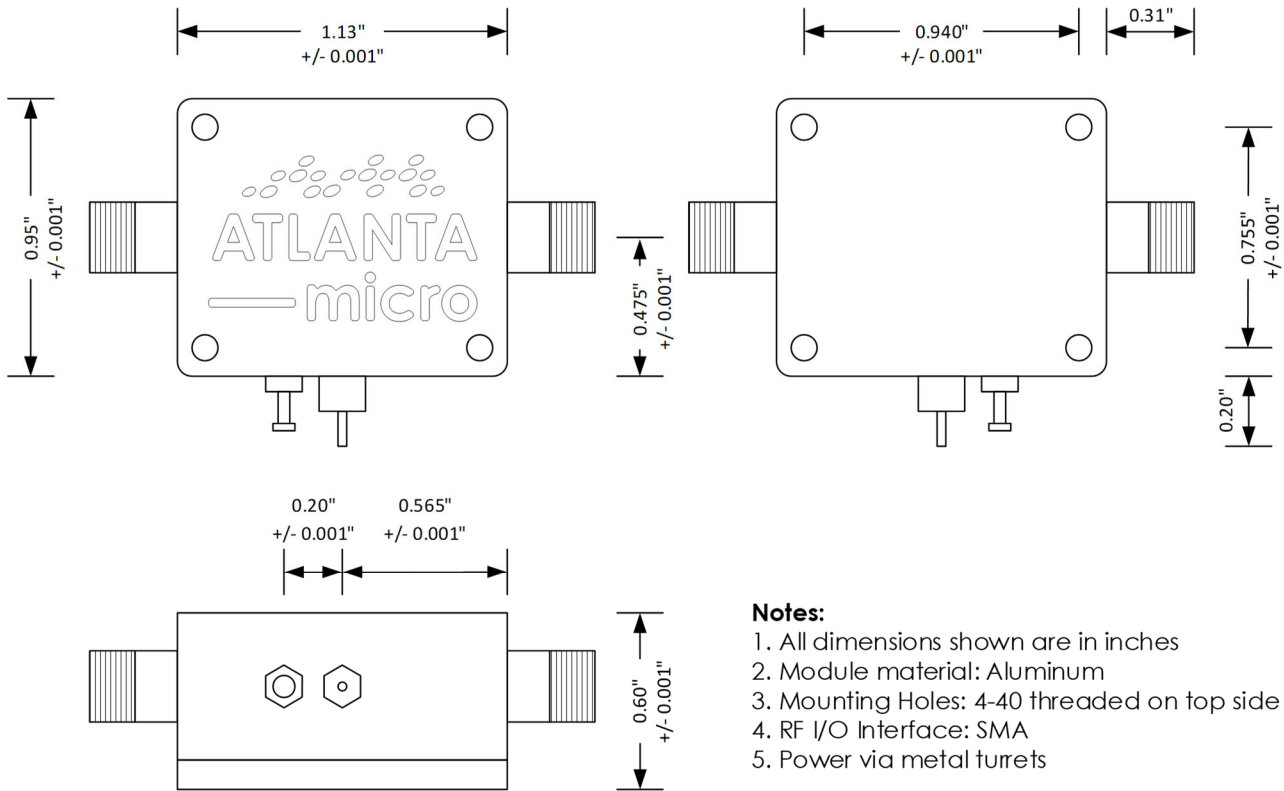 1.13"
+/- 0.001"
0.940"
+/- 0.001"
0.31"
0.95"
+/- 0.001"
ATLANTA
micro
0.475"
+/- 0.001"
0.755"
+/- 0.001"
0.20"
0.20"
+/- 0.001"
0.565"
+/- 0.001"
0.60"
+/- 0.001"
Notes:
1. All dimensions shown are in inches
2. Module material: Aluminum
3. Mounting Holes: 4-40 threaded on top side
4. RF I/O Interface: SMA
5. Power via metal turrets